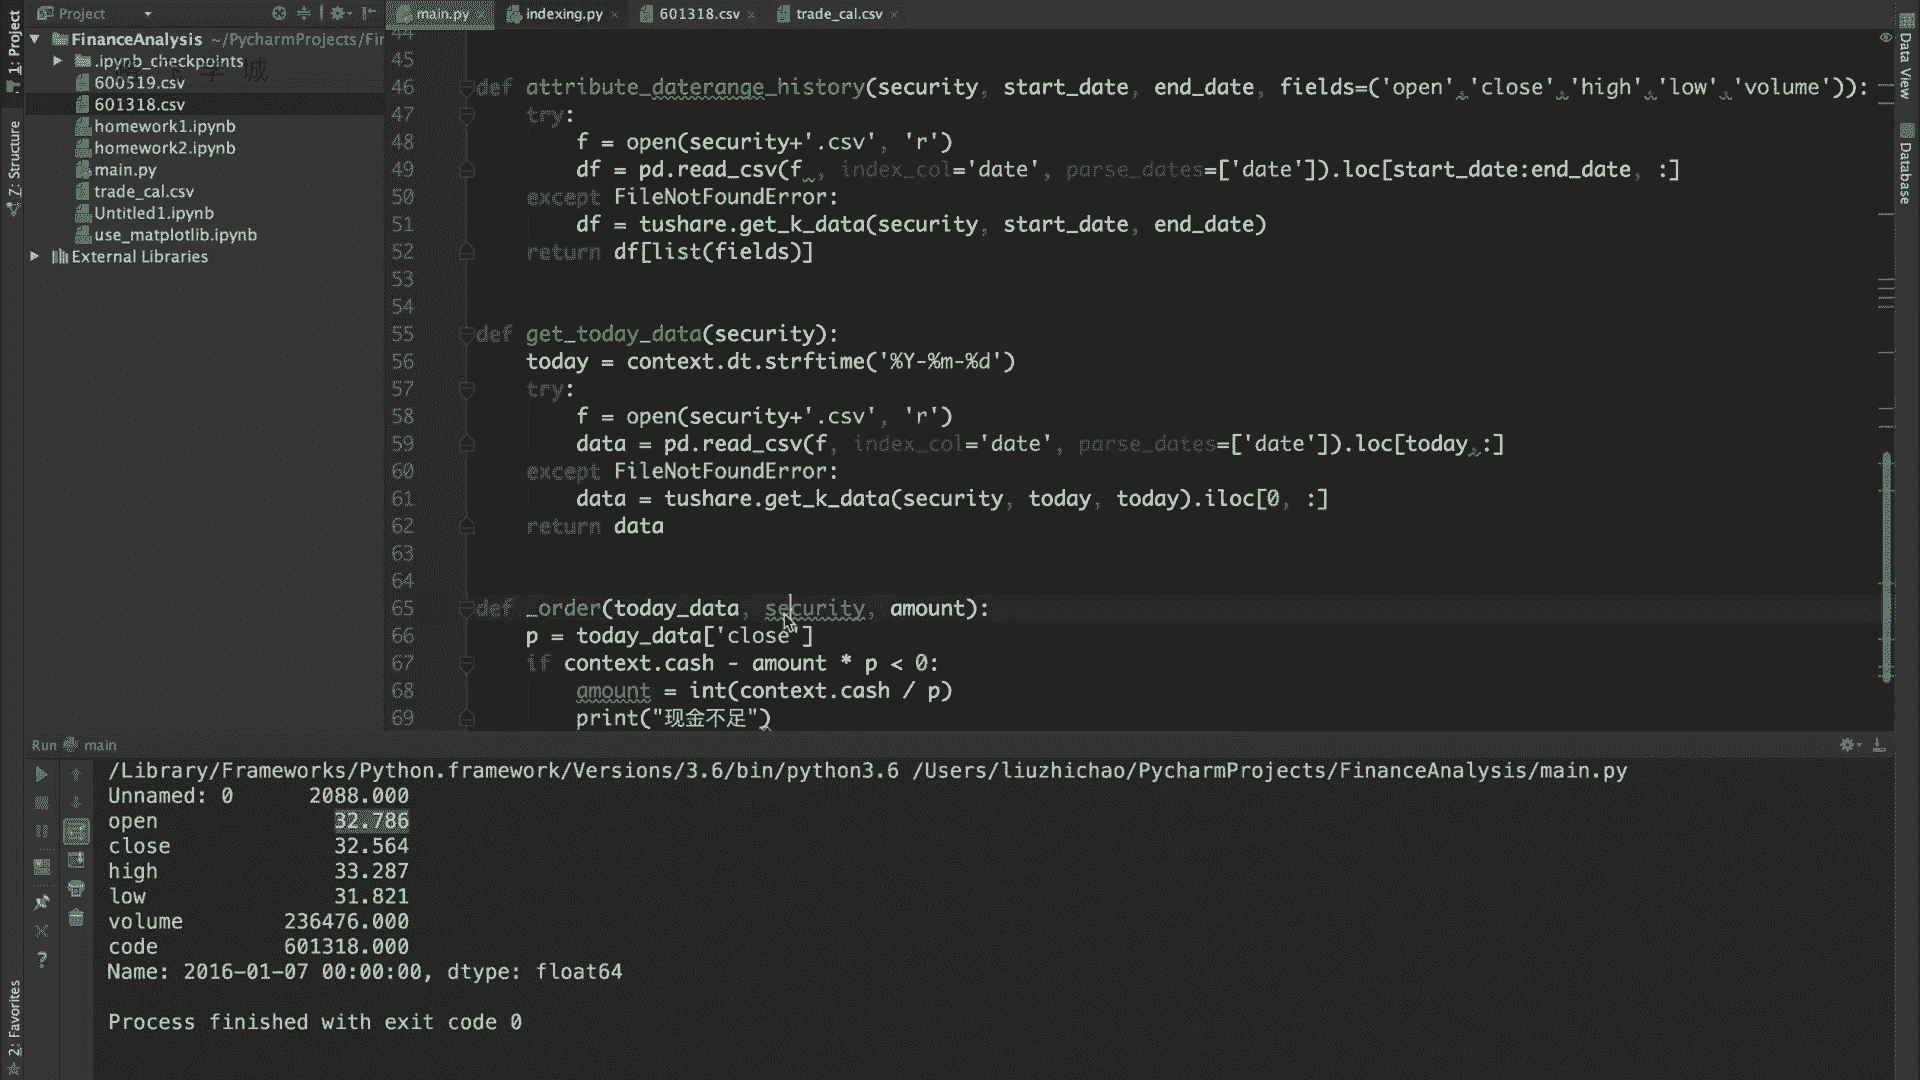 Project
main.py
indexing.py
601318.csv
trade_cal.csv
1: Project
FinanceAnalysis ~/PycharmProjects/Fir
.ipynb_checkpoints
学城
600519.csv
601318.csv
homework1.ipynb
homework2.ipynb
main.py
trade_cal.csv
Untitled1.ipynb
use_matplotlib.ipynb
External Libraries
Z: Structure
2: Favorites
Data View
Database
44
45
46 def attribute_daterange_history(security, start_date, end_date, fields=('open','close','high','low','volume')):
47 try:
48 f = open(security+'.csv', 'r')
49 df = pd.read_csv(f, index_col='date', parse_dates=['date']).loc[start_date:end_date, :]
50 except FileNotFoundError:
51 df = tushare.get_k_data(security, start_date, end_date)
52 return df[list(fields)]
53
54
55 def get_today_data(security):
56 today = context.dt.strftime('%Y-%m-%d')
57 try:
58 f = open(security+'.csv', 'r')
59 data = pd.read_csv(f, index_col='date', parse_dates=['date']).loc[today,:]
60 except FileNotFoundError:
61 data = tushare.get_k_data(security, today, today).iloc[0, :]
62 return data
63
64
65 def _order(today_data, security, amount):
66 p = today_data['close']
67 if context.cash - amount * p < 0:
68 amount = int(context.cash / p)
69 print("现金不足")
Run main
/Library/Frameworks/Python.framework/Versions/3.6/bin/python3.6 /Users/liuzhichao/PycharmProjects/FinanceAnalysis/main.py
Unnamed: 0 2088.000
open 32.786
close 32.564
high 33.287
low 31.821
volume 236476.000
code 601318.000
Name: 2016-01-07 00:00:00, dtype: float64
Process finished with exit code 0